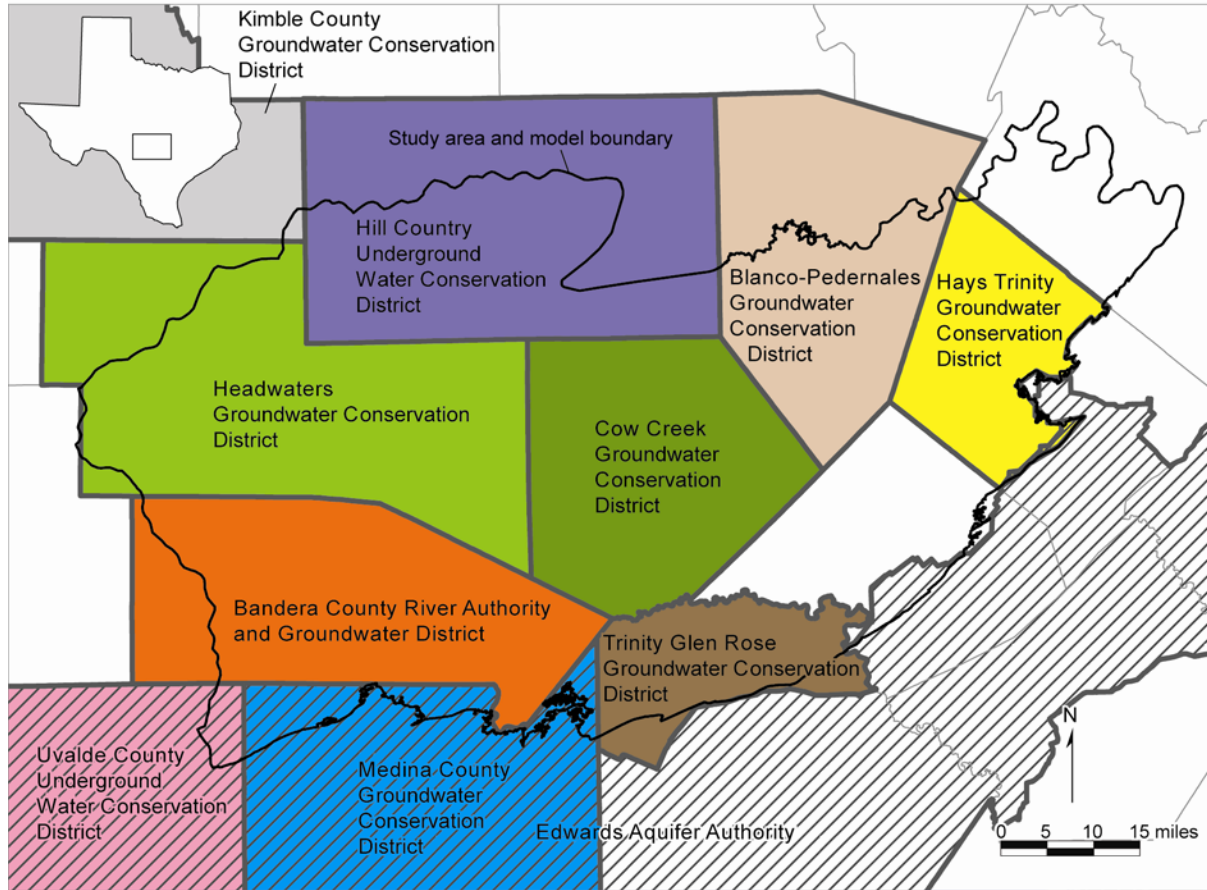 Kimble County
Groundwater Conservation
District
Study area and model boundary
Hill Country
Underground
Water Conservation
District
Blanco-Pedernales
Groundwater
Conservation
District
Hays Trinity
Groundwater
Conservation
District
Headwaters
Groundwater Conservation
District
Cow Creek
Groundwater
Conservation
District
Bandera County River Authority
and Groundwater District
Trinity Glen Rose
Groundwater Conservation
District
Uvalde County
Underground
Water Conservation
District
Medina County
Groundwater
Conservation
District
Edwards Aquifer Authority
N
0 5 10 15 miles